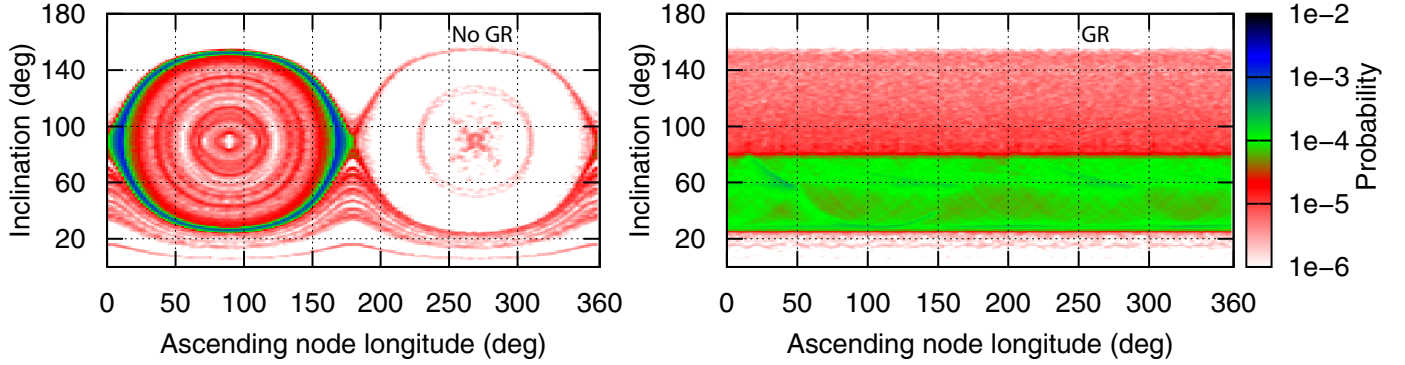 No GR
Inclination (deg)
180
140
100
60
20
0 50 100 150 200 250 300 360
Ascending node longitude (deg)
GR
Inclination (deg)
180
140
100
60
20
0 50 100 150 200 250 300 360
Ascending node longitude (deg)
1e-2
1e-3
1e-4
1e-5
1e-6
Probability